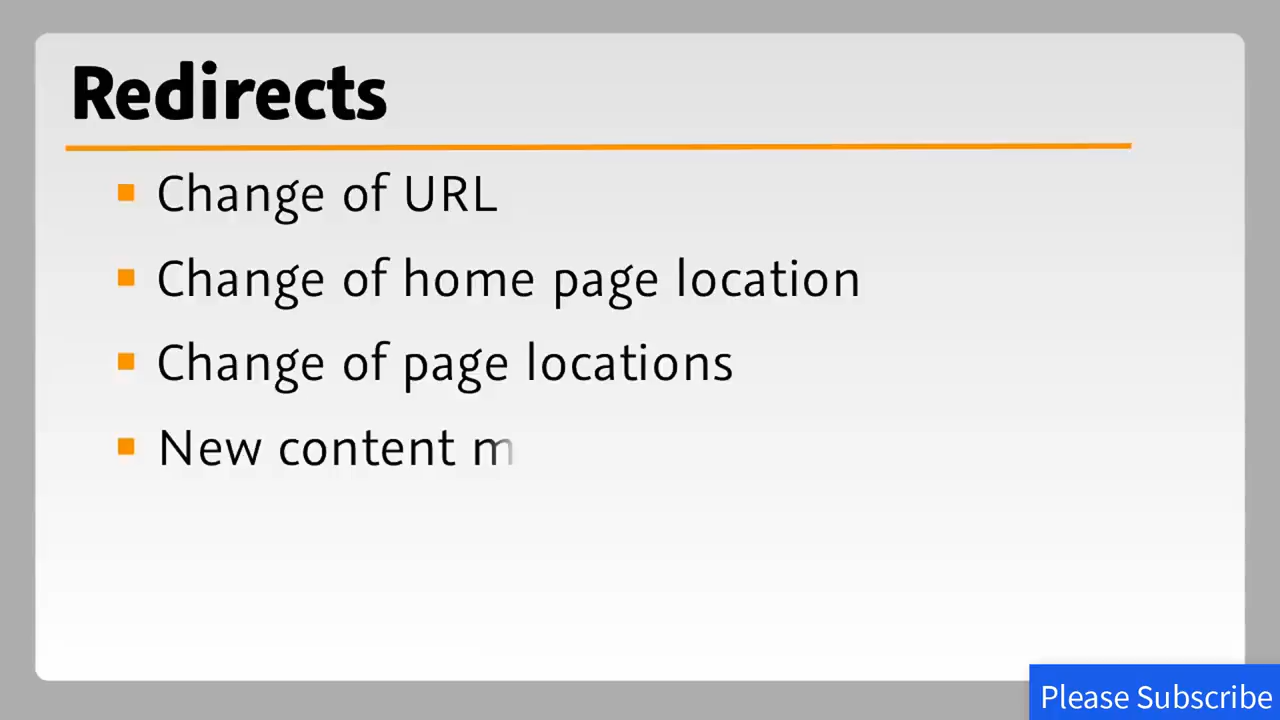 Redirects
Change of URL
Change of home page location
Change of page locations
New content m
Please Subscribe